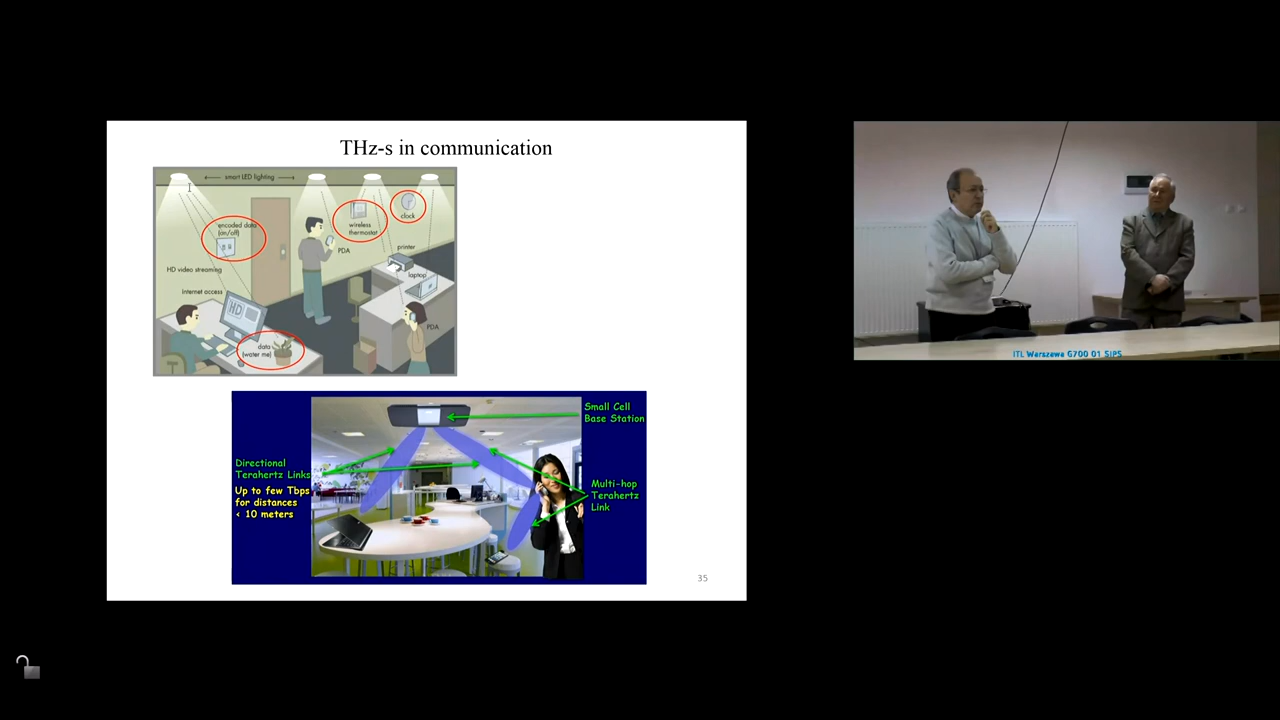 THz-s in communication
smart LED lighting
encoded data
(on/off)
wireless
thermostat
clock
PDA
printer
HD video streaming
laptop
internet access
HD
PDA
data
(water me)
Small Cell
Base Station
Directional
Terahertz Links
Up to few Tbps
for distances
< 10 meters
Multi-hop
Terahertz
Link
35
ITL Warszawa G700 01 SIPS